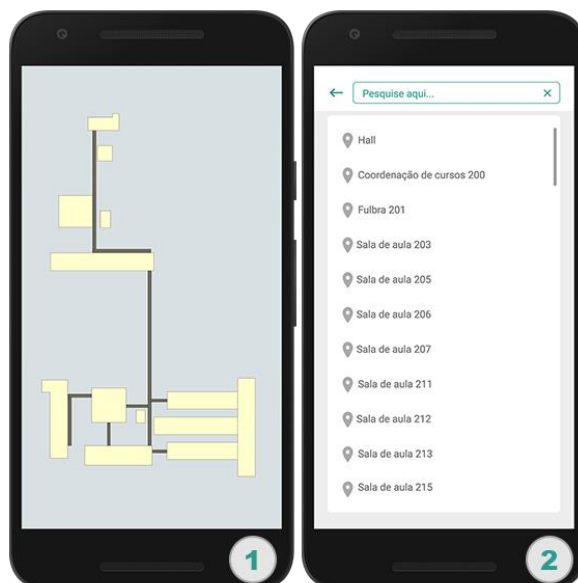 Pesquise aqui...
Hall
Coordenação de cursos 200
Fulbra 201
Sala de aula 203
Sala de aula 205
Sala de aula 206
Sala de aula 207
Sala de aula 211
Sala de aula 212
Sala de aula 213
Sala de aula 215
1
2